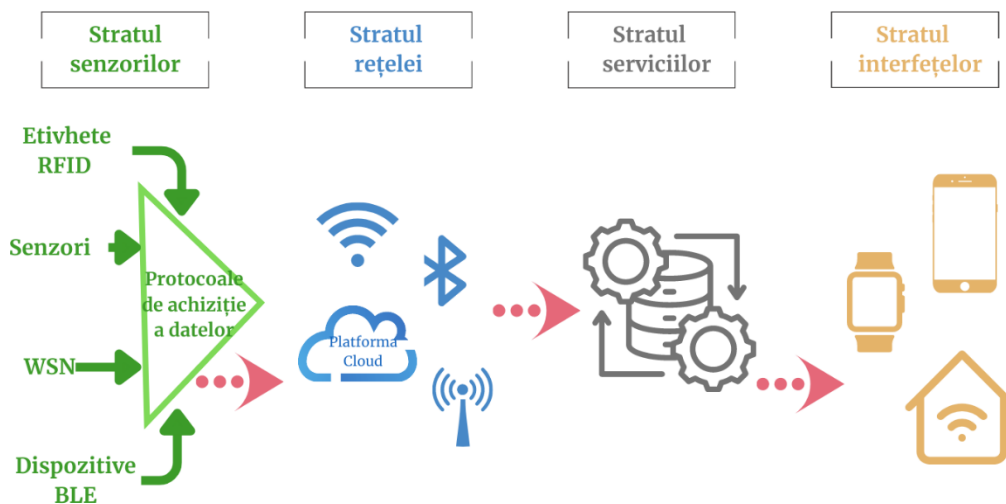 Stratul
senzorilor
Stratul
rețelei
Stratul
serviciilor
Stratul
interfețelor
Etivhete
RFID
Senzori
Protocoale
de achiziție
a datelor
WSN
Dispozitive
BLE
Platforma
Cloud